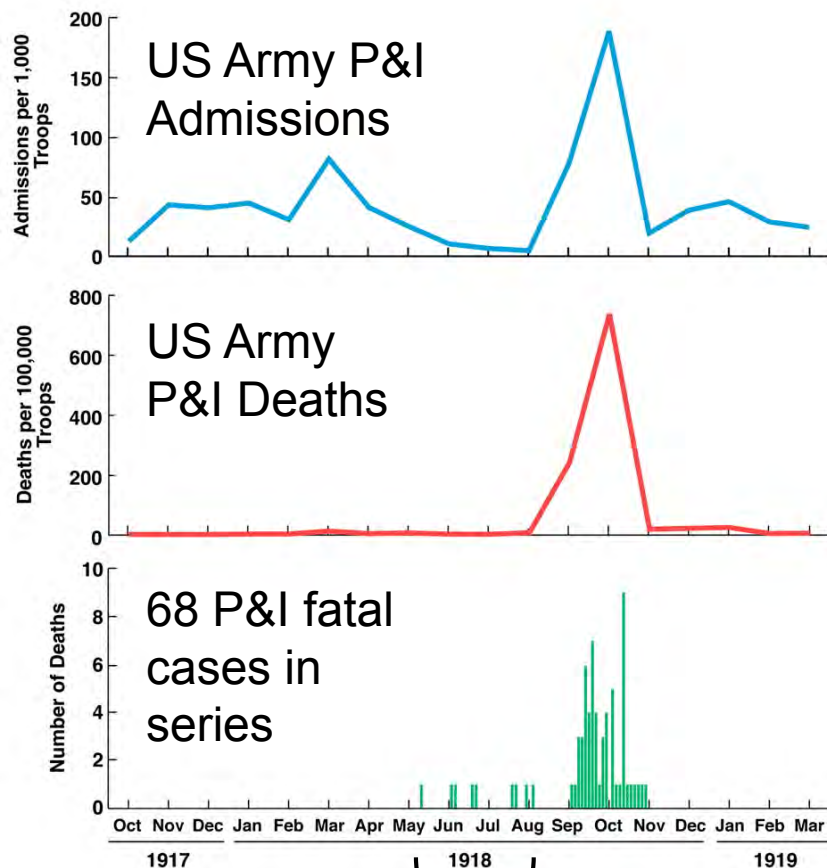 200
150
100
50
0
Admissions per 1,000
Troops
US Army P&I
Admissions
800
600
400
200
0
Deaths per 100,000
Troops
US Army
P&I Deaths
10
8
6
4
2
0
Number of Deaths
68 P&I fatal
cases in
series
Oct Nov Dec Jan Feb Mar Apr May Jun Jul Aug Sep Oct Nov Dec Jan Feb Mar
1917 1918 1919